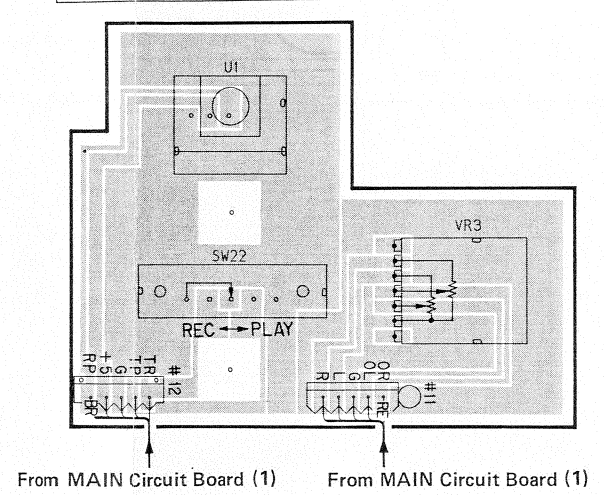 U1
VR3
SW22
REC ↔ PLAY
RP
+5
G
TP
TR
#12
BR
R
L
G
OL
OR
#11
RE
From MAIN Circuit Board (1)
From MAIN Circuit Board (1)